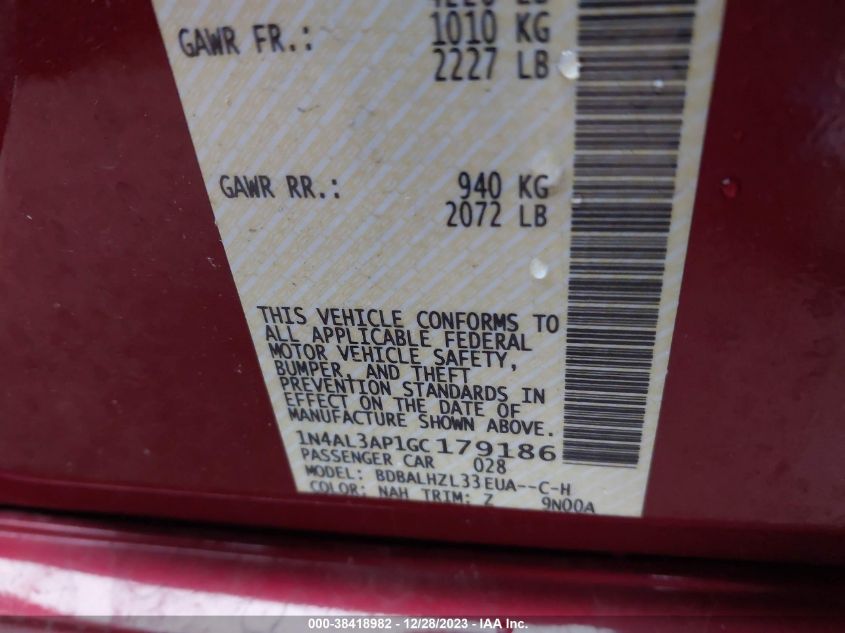 GAWR FR.: 1010 KG
2227 LB
GAWR RR.: 940 KG
2072 LB
THIS VEHICLE CONFORMS TO
ALL APPLICABLE FEDERAL
MOTOR VEHICLE SAFETY,
BUMPER, AND THEFT
PREVENTION STANDARDS IN
EFFECT ON THE DATE OF
MANUFACTURE SHOWN ABOVE.
1N4AL3AP1GC179186
PASSENGER CAR 028
MODEL: BDBALHZL33EUA--C-H
COLOR: NAH TRIM: Z 9N00A
000-38418982 - 12/28/2023 - IAA Inc.